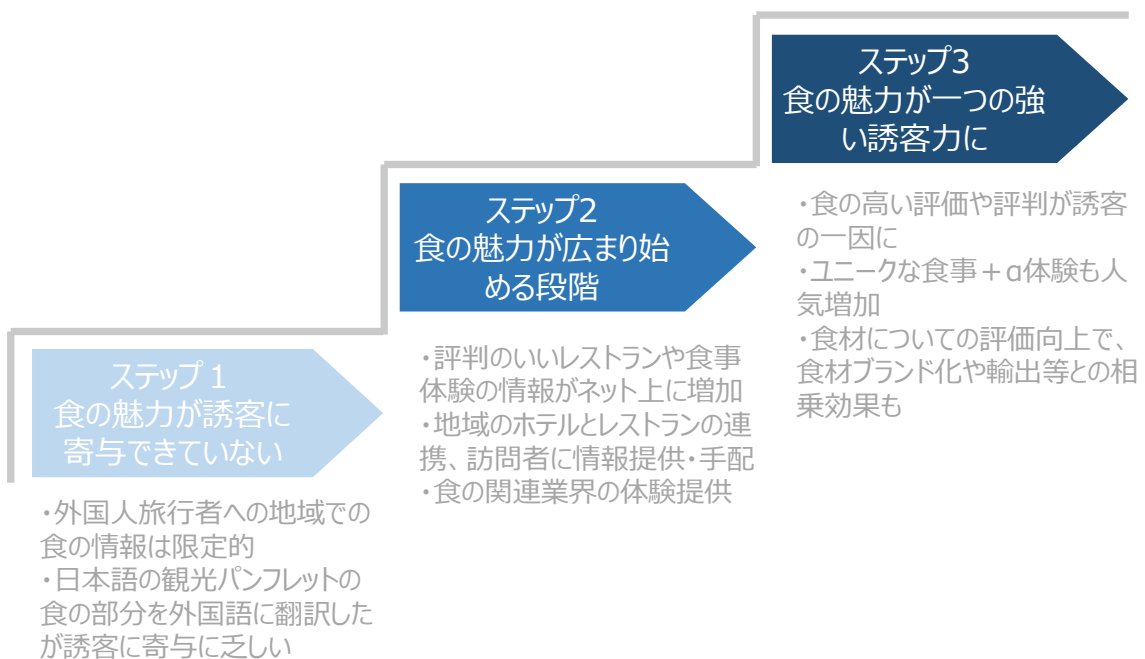 ステップ１
食の魅力が誘客に
寄与できていない
・外国人旅行者への地域での
食の情報は限定的
・日本語の観光パンフレットの
食の部分を外国語に翻訳した
が誘客に寄与に乏しい
ステップ2
食の魅力が広まり始
める段階
・評判のいいレストランや食事
体験の情報がネット上に増加
・地域のホテルとレストランの連
携、訪問者に情報提供・手配
・食の関連業界の体験提供
ステップ3
食の魅力が一つの強
い誘客力に
・食の高い評価や評判が誘客
の一因に
・ユニークな食事＋α体験も人
気増加
・食材についての評価向上で、
食材ブランド化や輸出等との相
乗効果も